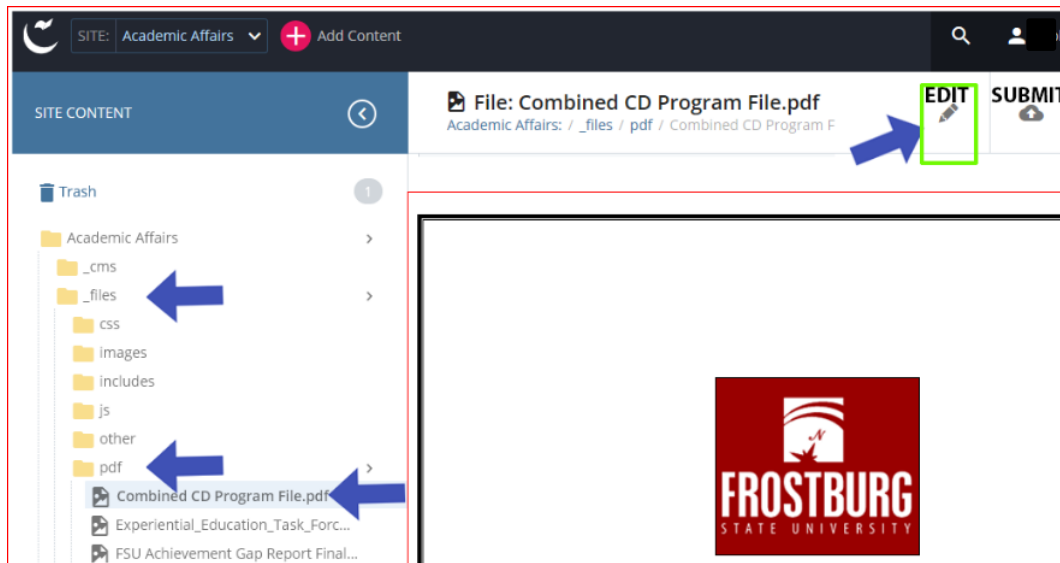 SITE: Academic Affairs Add Content
SITE CONTENT
File: Combined CD Program File.pdf
Academic Affairs: / _files / pdf / Combined CD Program F
EDIT
SUBMIT
Trash
1
Academic Affairs
_cms
_files
css
images
includes
js
other
pdf
Combined CD Program File.pdf
Experiential_Education_Task_Forc...
FSU Achievement Gap Report Final...
FROSTBURG
STATE UNIVERSITY